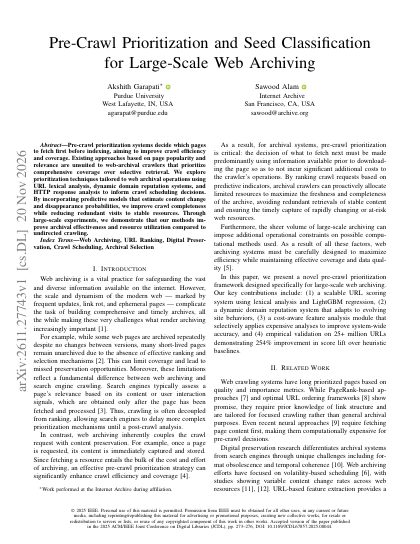 Pre-Crawl Prioritization and Seed Classification
for Large-Scale Web Archiving
Akshith Garapati*
Purdue University
West Lafayette, IN, USA
agarapat@purdue.edu
Sawood Alam
Internet Archive
San Francisco, CA, USA
sawood@archive.org
arXiv:2611.27743v1 [cs.DL] 20 Nov 2026
Abstract—Pre-crawl prioritization systems decide which pages
to fetch first before indexing, aiming to improve crawl efficiency
and coverage. Existing approaches based on page popularity and
relevance are unsuited to web-archival crawlers that prioritize
comprehensive coverage over selective retrieval. We explore
prioritization techniques tailored to web archival operations using
URL lexical analysis, dynamic domain reputation systems, and
HTTP response analysis to inform crawl scheduling decisions.
By incorporating predictive models that estimate content change
and disappearance probabilities, we improve crawl completeness
while reducing redundant visits to stable resources. Through
large-scale experiments, we demonstrate that our methods im-
prove archival effectiveness and resource utilization compared to
undirected crawling.
Index Terms—Web Archiving, URL Ranking, Digital Preser-
vation, Crawl Scheduling, Archival Selection
I. INTRODUCTION
Web archiving is a vital practice for safeguarding the vast
and diverse information available on the internet. However,
the scale and dynamism of the modern web — marked by
frequent updates, link rot, and ephemeral pages — complicate
the task of building comprehensive and timely archives, all
the while making these very challenges what render archiving
increasingly important [1].
For example, while some web pages are archived repeatedly
despite no changes between versions, many short-lived pages
remain unarchived due to the absence of effective ranking and
selection mechanisms [2]. This can limit coverage and lead to
missed preservation opportunities. Moreover, these limitations
reflect a fundamental difference between web archiving and
search engine crawling. Search engines typically assess a
page's relevance based on its content or user interaction
signals, which are obtained only after the page has been
fetched and processed [3]. Thus, crawling is often decoupled
from ranking, allowing search engines to delay more complex
prioritization mechanisms until a post-crawl analysis.
In contrast, web archiving inherently couples the crawl
request with content preservation. For example, once a page
is requested, its content is immediately captured and stored.
Since fetching a resource entails the bulk of the cost and effort
of archiving, an effective pre-crawl prioritization strategy can
significantly enhance crawl efficiency and coverage [4].
*Work performed at the Internet Archive during affiliation.
As a result, for archival systems, pre-crawl prioritization
is critical: the decision of what to fetch next must be made
predominantly using information available prior to download-
ing the page so as to not incur significant additional costs to
the crawler's operations. By ranking crawl requests based on
predictive indicators, archival crawlers can proactively allocate
limited resources to maximize the freshness and completeness
of the archive, avoiding redundant retrievals of stable content
and ensuring the timely capture of rapidly changing or at-risk
web resources.
Furthermore, the sheer volume of large-scale archiving can
impose additional operational constraints on possible compu-
tational methods used. As a result of all these factors, web
archiving systems must be carefully designed to maximize
efficiency while maintaining effective coverage and data qual-
ity [5].
In this paper, we present a novel pre-crawl prioritization
framework designed specifically for large-scale web archiving.
Our key contributions include: (1) a scalable URL scoring
system using lexical analysis and LightGBM regression, (2) a
dynamic domain reputation system that adapts to evolving
site behaviors, (3) a cost-aware feature analysis module that
selectively applies expensive analyses to improve system-wide
accuracy, and (4) empirical validation on 25+ million URLs
demonstrating 254% improvement in score lift over heuristic
baselines.
II. RELATED WORK
Web crawling systems have long prioritized pages based on
quality and importance metrics. While PageRank-based ap-
proaches [7] and optimal URL ordering frameworks [8] show
promise, they require prior knowledge of link structure and
are tailored for focused crawling rather than general archival
purposes. Even recent neural approaches [9] require fetching
page content first, making them computationally expensive for
pre-crawl decisions.
Digital preservation research differentiates archival systems
from search engines through unique challenges including for-
mat obsolescence and temporal coherence [10]. Web archiving
efforts have focused on volatility-based scheduling [6], with
studies showing variable content change rates across web
resources [11], [12]. URL-based feature extraction provides a